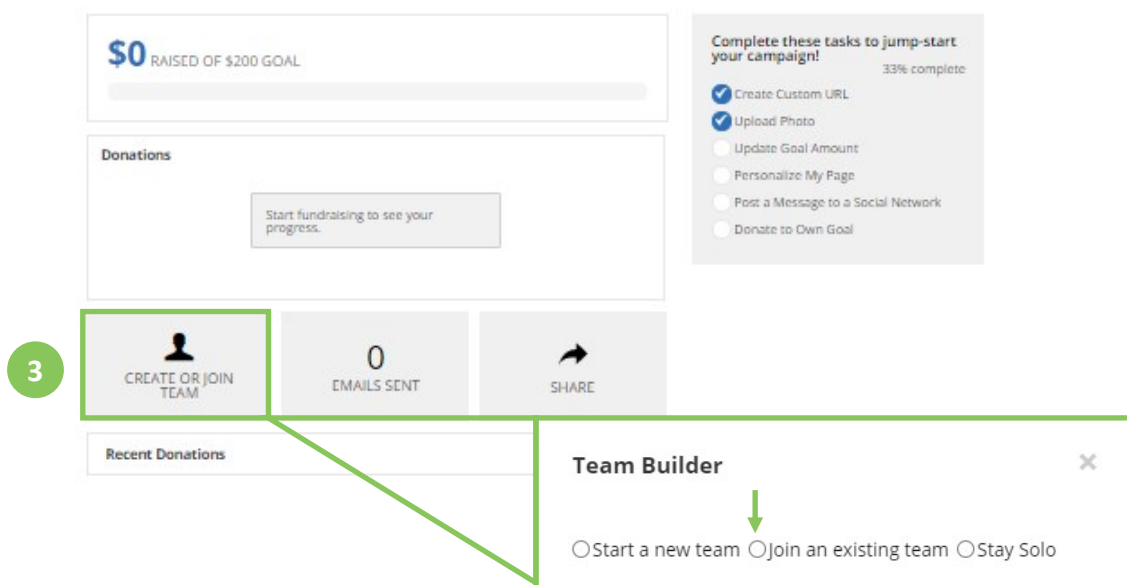 $0 RAISED OF $200 GOAL
Complete these tasks to jump-start
your campaign!
33% complete
Create Custom URL
Upload Photo
Update Goal Amount
Personalize My Page
Post a Message to a Social Network
Donate to Own Goal
Donations
Start fundraising to see your
progress.
3
CREATE OR JOIN
TEAM
0
EMAILS SENT
SHARE
Recent Donations
Team Builder
×
Start a new team Join an existing team Stay Solo